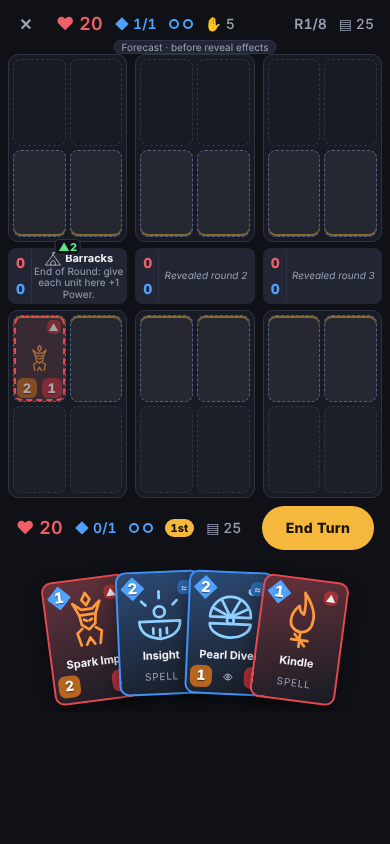 ✕ 20 1/1 5 R1/8 25
Forecast · before reveal effects
2
0 Barracks
0 End of Round: give each unit here +1 Power.
0 Revealed round 2
0
0 Revealed round 3
0
2 1
20 0/1 1st 25 End Turn
1 Spark Imp
2
2 Insight
SPELL
2 Pearl Dive
1
1 Kindle
SPELL